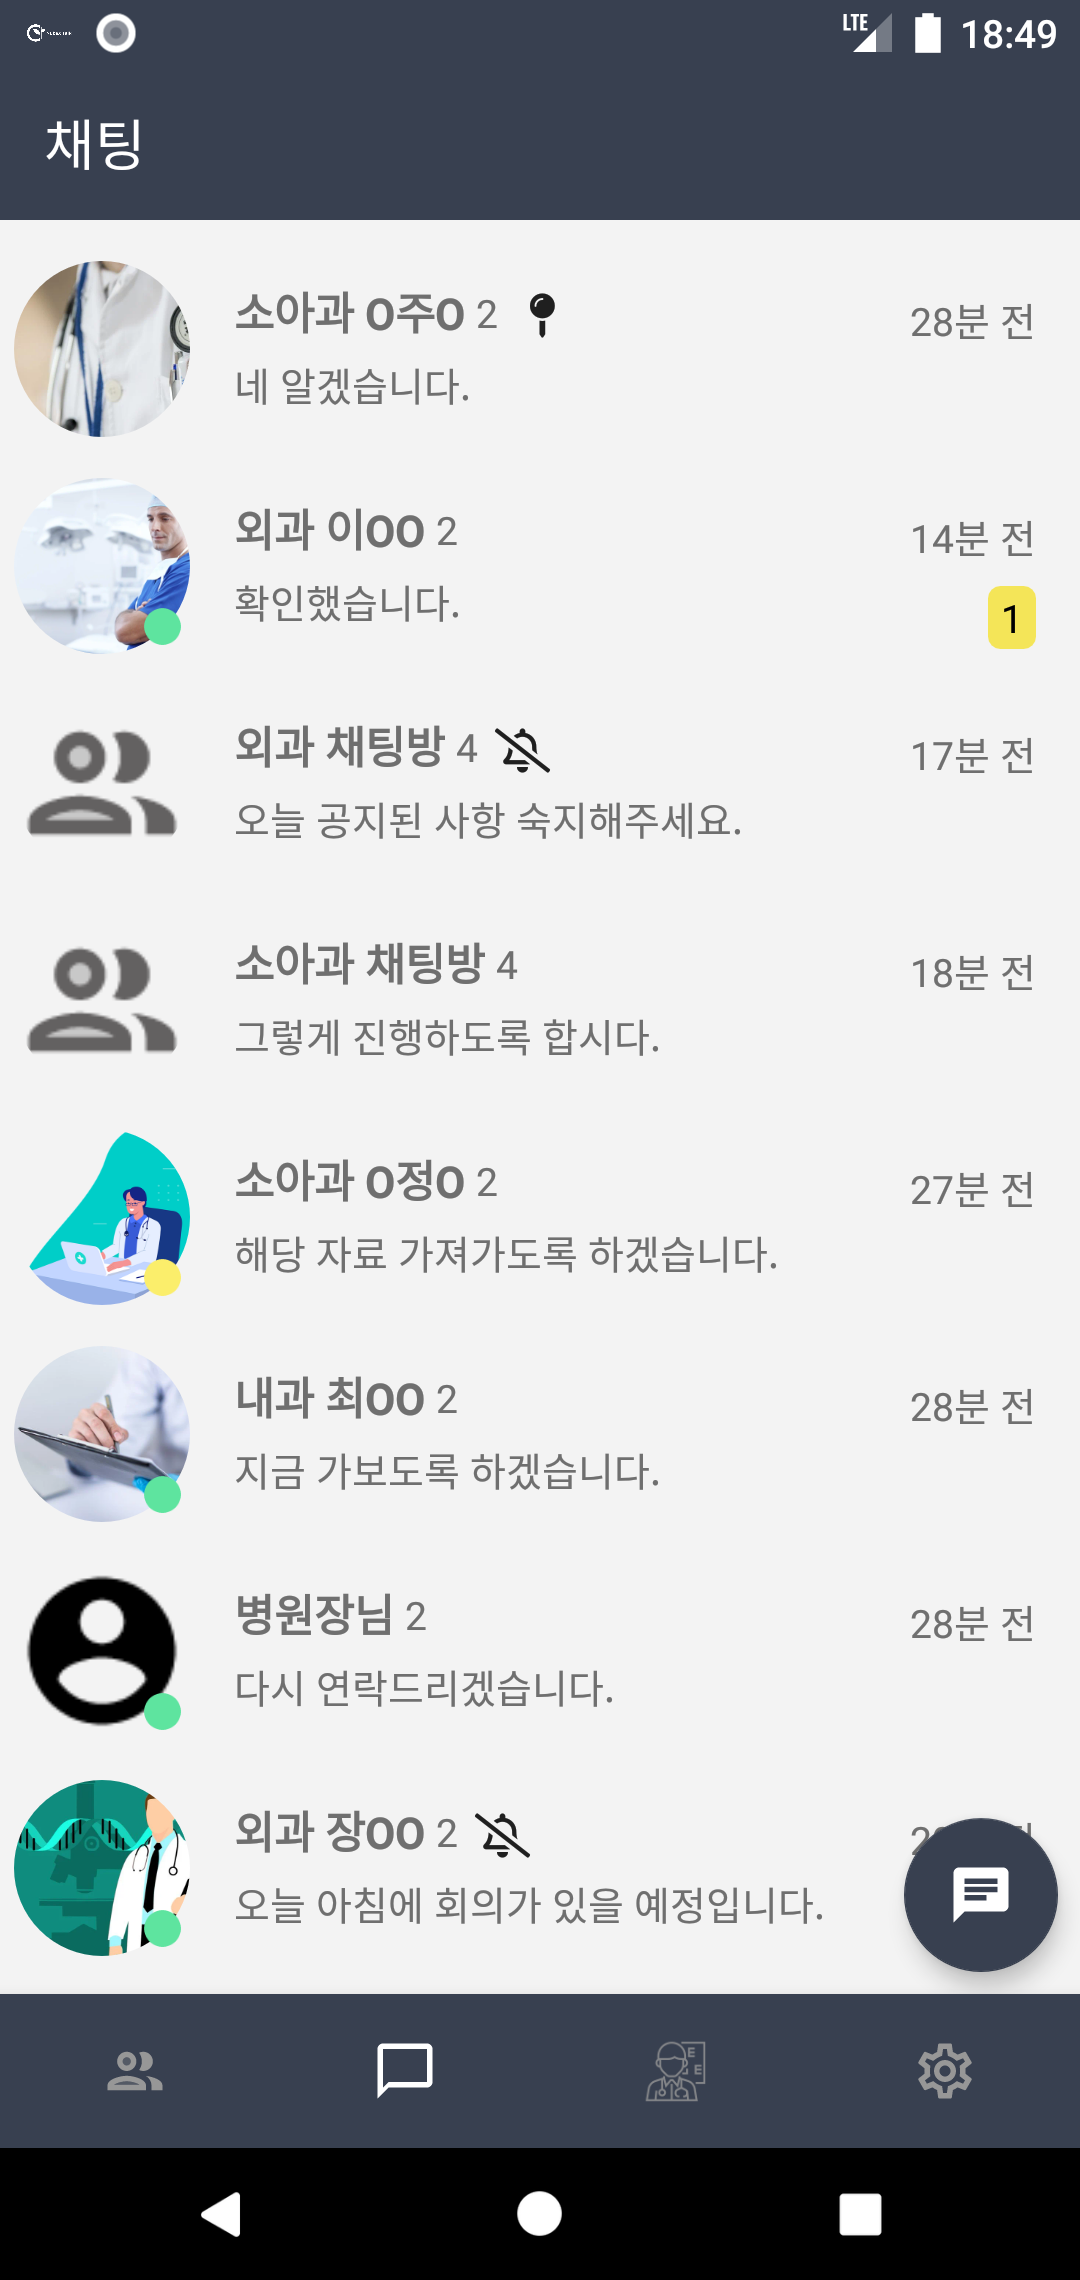 LTE 18:49
채팅
소아과 O주O 2 28분 전
네 알겠습니다.
외과 이OO 2 14분 전
확인했습니다. 1
외과 채팅방 4 17분 전
오늘 공지된 사항 숙지해주세요.
소아과 채팅방 4 18분 전
그렇게 진행하도록 합시다.
소아과 O정O 2 27분 전
해당 자료 가져가도록 하겠습니다.
내과 최OO 2 28분 전
지금 가보도록 하겠습니다.
병원장님 2 28분 전
다시 연락드리겠습니다.
외과 장OO 2
오늘 아침에 회의가 있을 예정입니다.